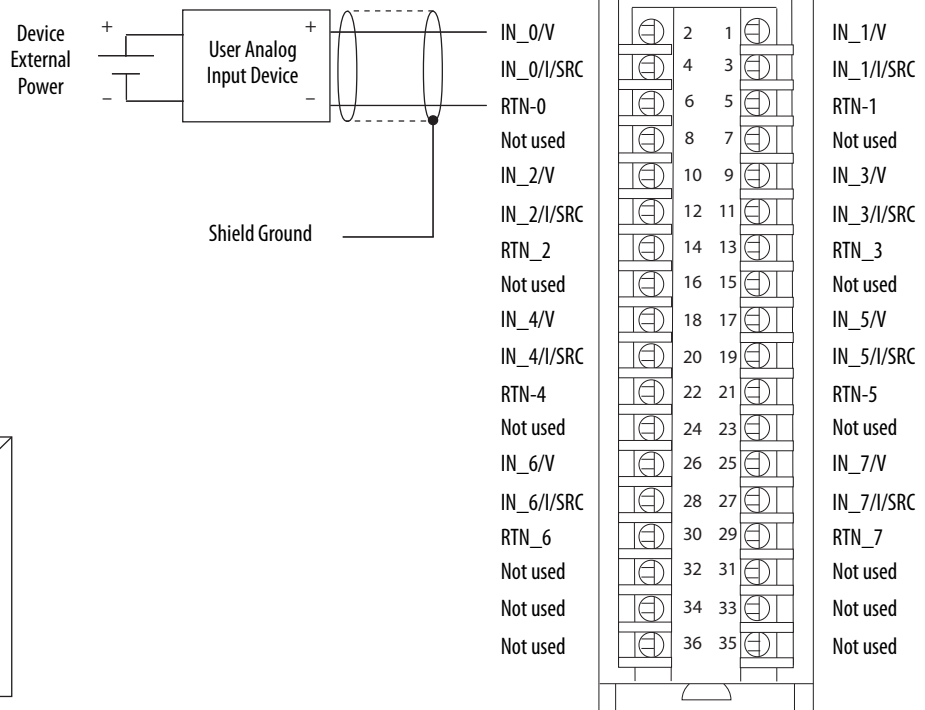 Device
External
Power
+
−
User Analog
Input Device
+
−
Shield Ground
IN_0/V 2 1 IN_1/V
IN_0/I/SRC 4 3 IN_1/I/SRC
RTN-0 6 5 RTN-1
Not used 8 7 Not used
IN_2/V 10 9 IN_3/V
IN_2/I/SRC 12 11 IN_3/I/SRC
RTN_2 14 13 RTN_3
Not used 16 15 Not used
IN_4/V 18 17 IN_5/V
IN_4/I/SRC 20 19 IN_5/I/SRC
RTN-4 22 21 RTN-5
Not used 24 23 Not used
IN_6/V 26 25 IN_7/V
IN_6/I/SRC 28 27 IN_7/I/SRC
RTN_6 30 29 RTN_7
Not used 32 31 Not used
Not used 34 33 Not used
Not used 36 35 Not used